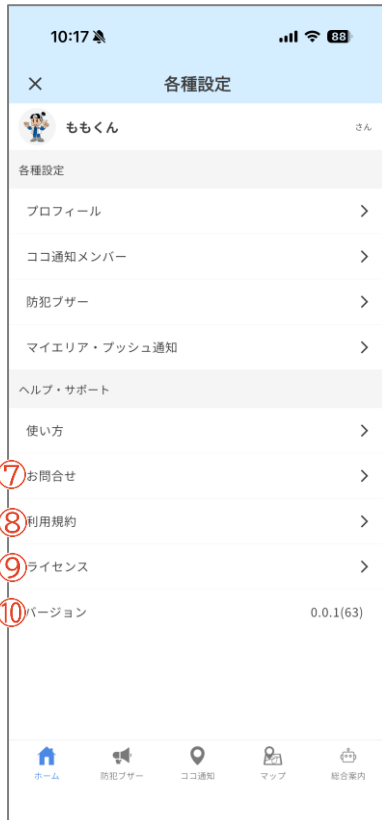 10:17
88
各種設定
ももくん
さん
各種設定
プロフィール
ココ通知メンバー
防犯ブザー
マイエリア・プッシュ通知
ヘルプ・サポート
使い方
⑦お問合せ
⑧利用規約
⑨ライセンス
⑩バージョン 0.0.1(63)
ホーム 防犯ブザー ココ通知 マップ 総合案内